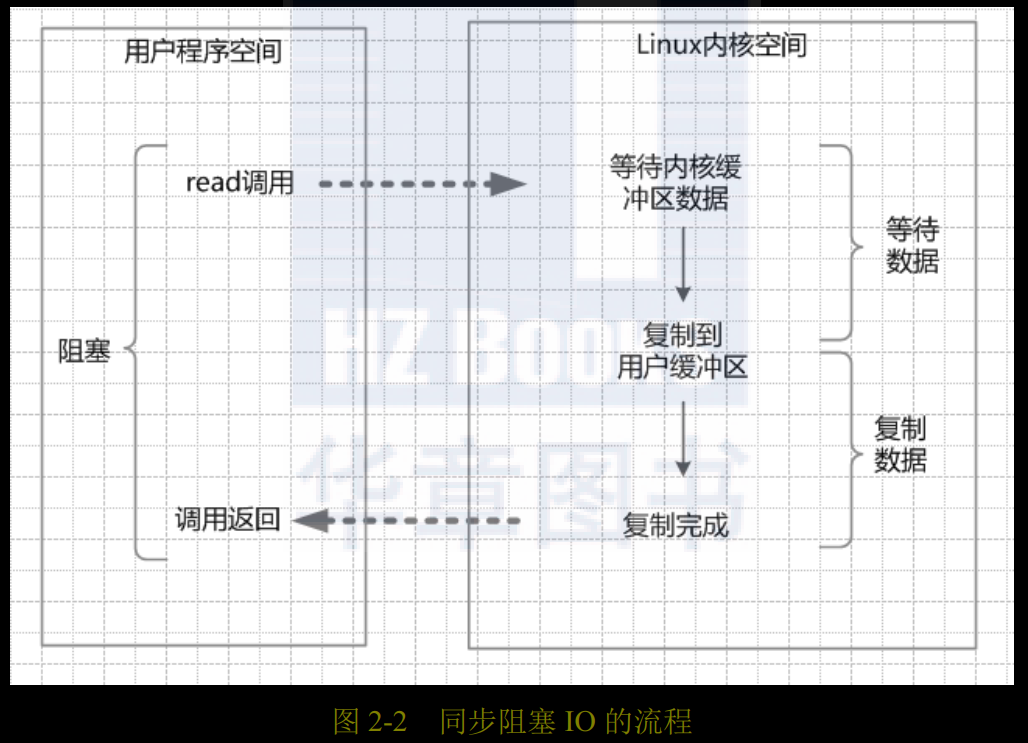 用户程序空间
Linux内核空间
read调用
等待内核缓
冲区数据
等待
数据
阻塞
复制到
用户缓冲区
复制
数据
调用返回
复制完成
HZ Books
华章图书
图 2-2 同步阻塞 IO 的流程